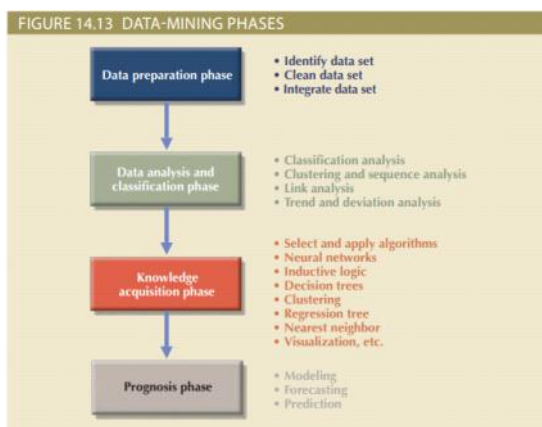 FIGURE 14.13 DATA-MINING PHASES
Data preparation phase
• Identify data set
• Clean data set
• Integrate data set
Data analysis and
classification phase
• Classification analysis
• Clustering and sequence analysis
• Link analysis
• Trend and deviation analysis
Knowledge
acquisition phase
• Select and apply algorithms
• Neural networks
• Inductive logic
• Decision trees
• Clustering
• Regression tree
• Nearest neighbor
• Visualization, etc.
Prognosis phase
• Modeling
• Forecasting
• Prediction